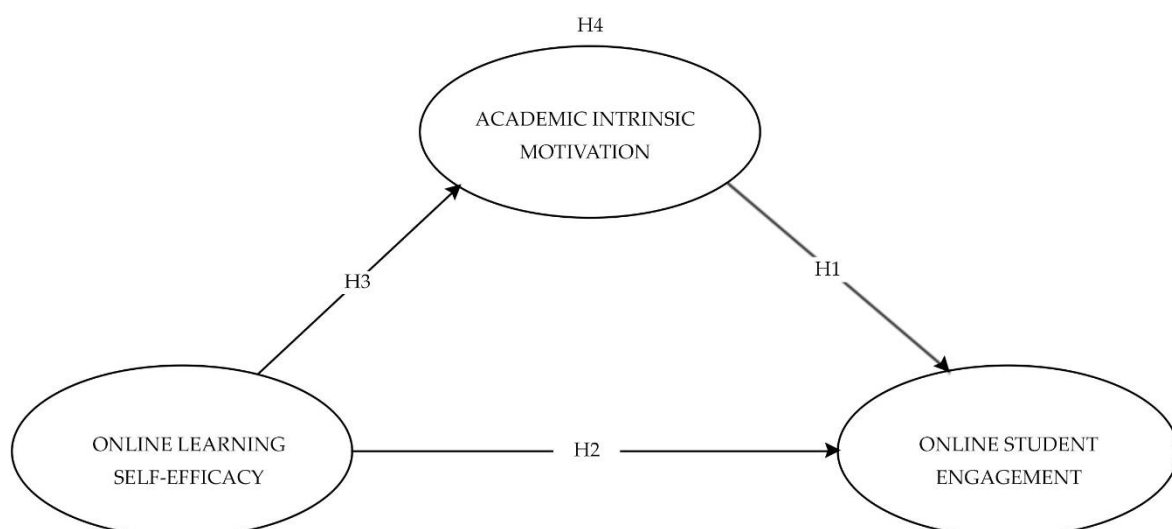 H4
ACADEMIC INTRINSIC
MOTIVATION
H3
H1
ONLINE LEARNING
SELF-EFFICACY
H2
ONLINE STUDENT
ENGAGEMENT